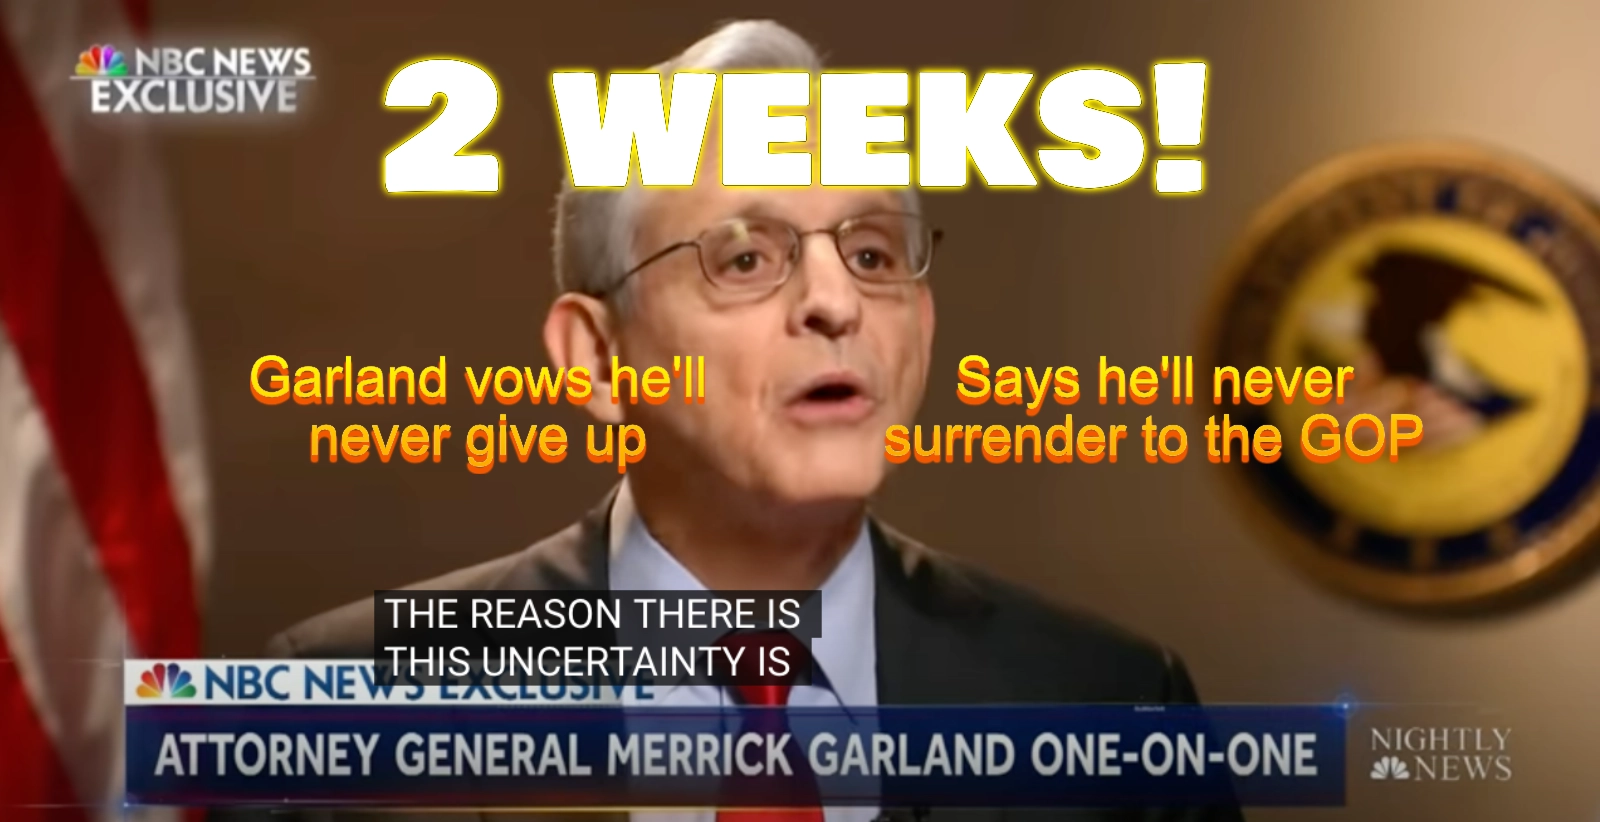 NBC NEWS
EXCLUSIVE
2 WEEKS!
Garland vows he'll
never give up
Says he'll never
surrender to the GOP
THE REASON THERE IS
THIS UNCERTAINTY IS
NBC NEWS EXCLUSIVE
ATTORNEY GENERAL MERRICK GARLAND ONE-ON-ONE
NIGHTLY
NEWS